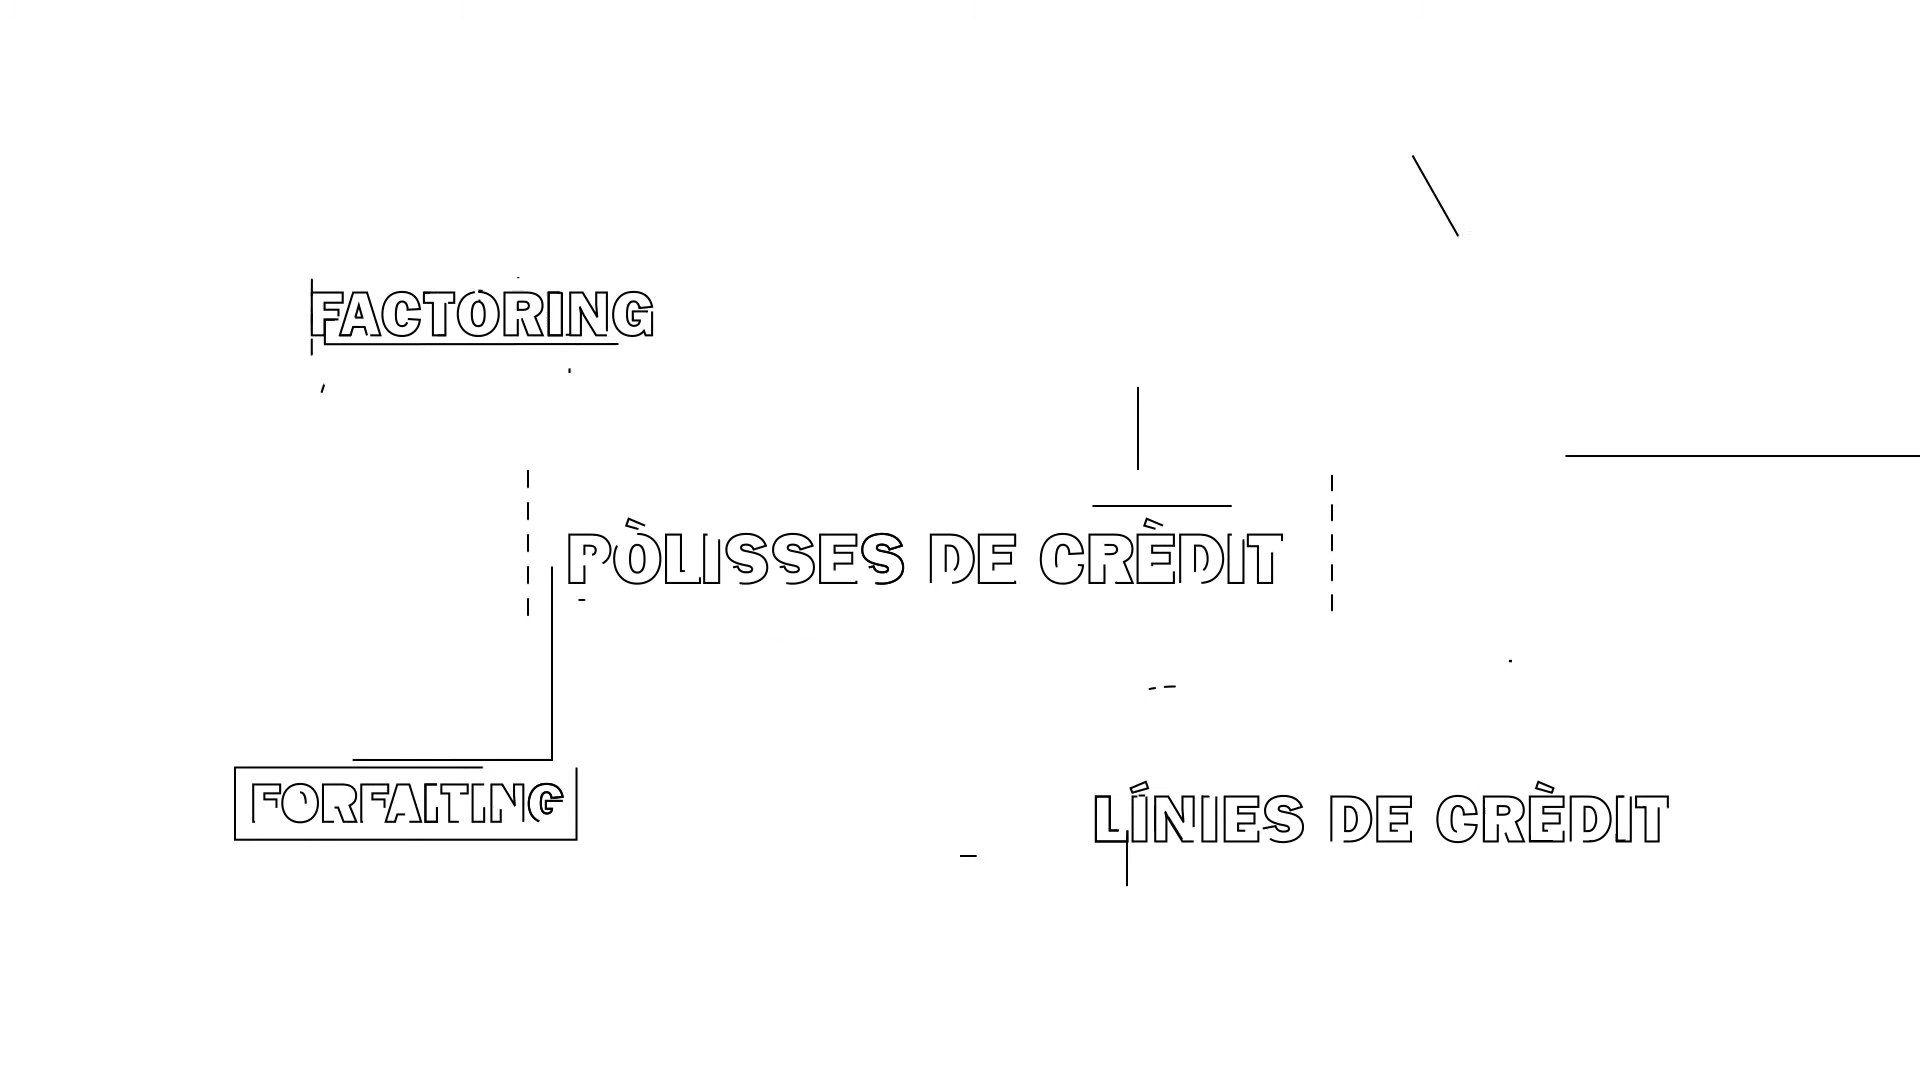 FACTORING
PÒLISSES DE CRÈDIT
FORFAITING
LÍNIES DE CRÈDIT